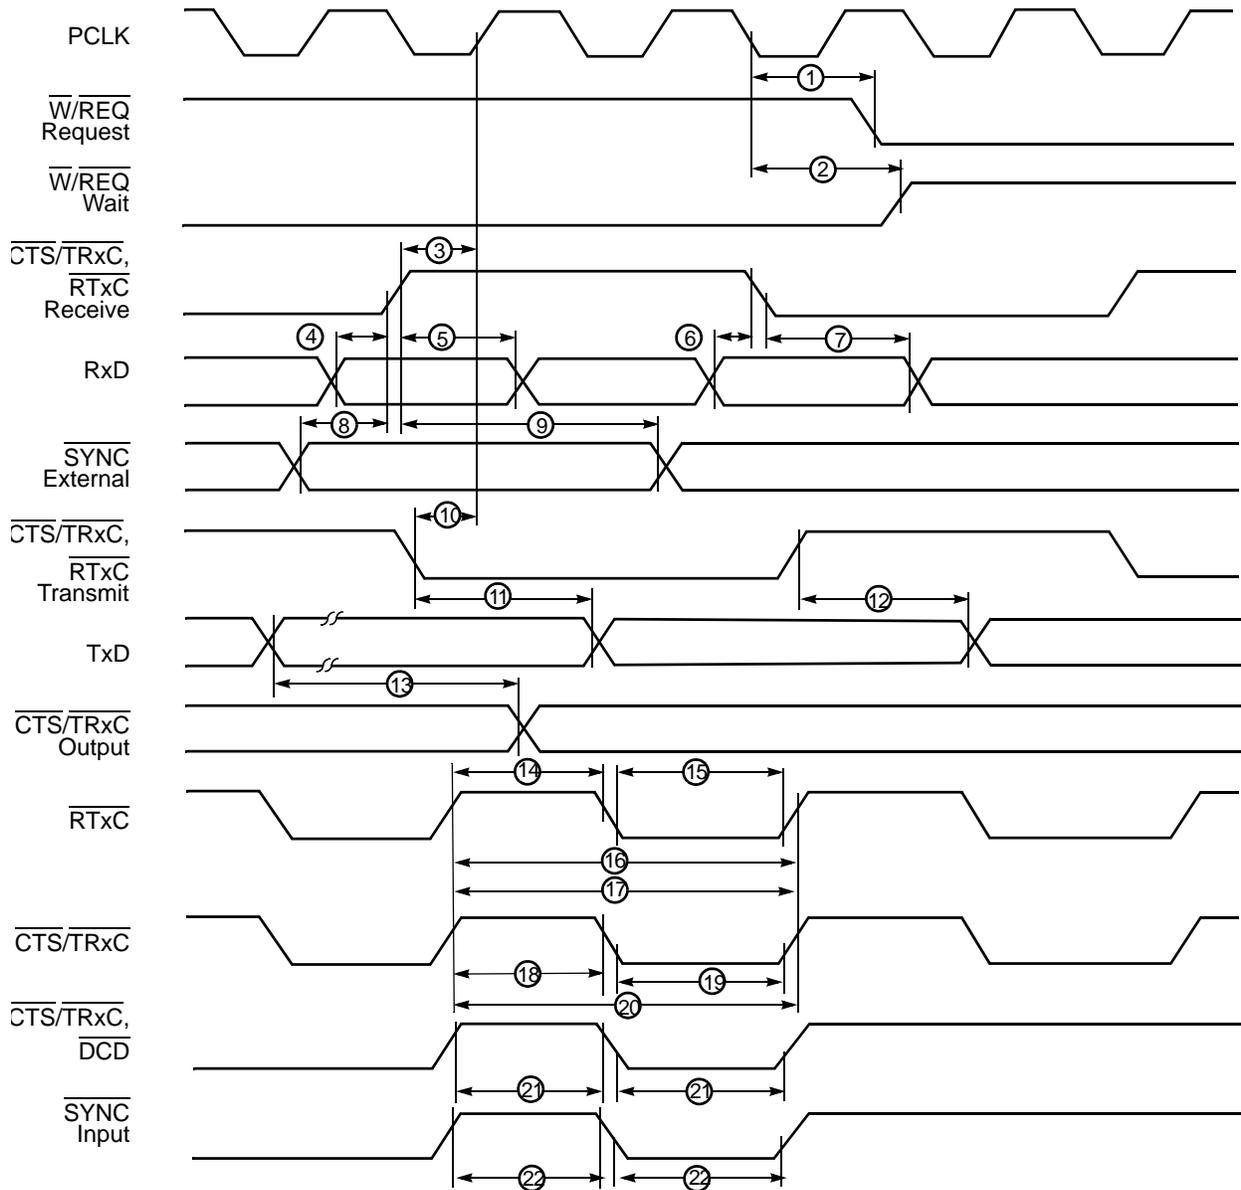 PCLK
1
W/REQ
Request
2
W/REQ
Wait
CTS/TRxC,
3
RTxC
Receive
4
5
6
7
RxD
8
9
SYNC
External
10
CTS/TRxC,
RTxC
Transmit
11
12
TxD
13
CTS/TRxC
Output
14
15
RTxC
16
17
CTS/TRxC
18
19
20
CTS/TRxC,
DCD
21
21
SYNC
Input
22
22